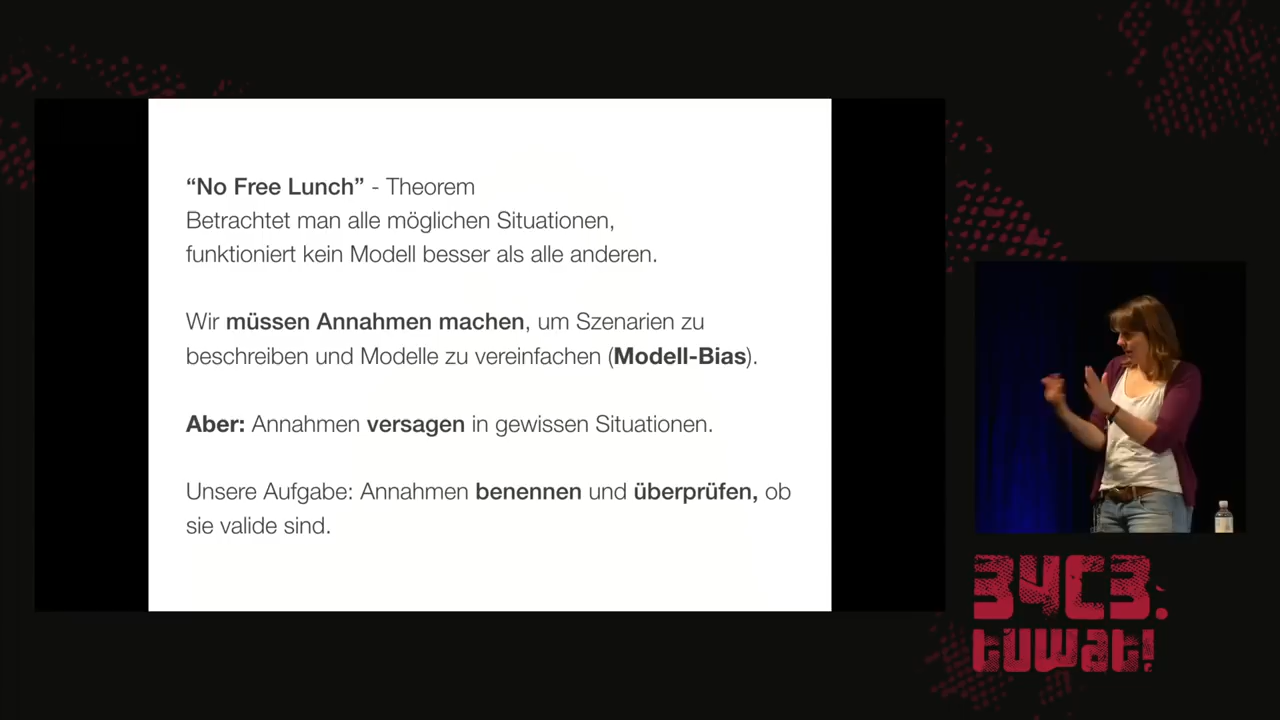 “No Free Lunch” - Theorem
Betrachtet man alle möglichen Situationen,
funktioniert kein Modell besser als alle anderen.
Wir müssen Annahmen machen, um Szenarien zu
beschreiben und Modelle zu vereinfachen (Modell-Bias).
Aber: Annahmen versagen in gewissen Situationen.
Unsere Aufgabe: Annahmen benennen und überprüfen, ob
sie valide sind.
34C3.
tuwat!